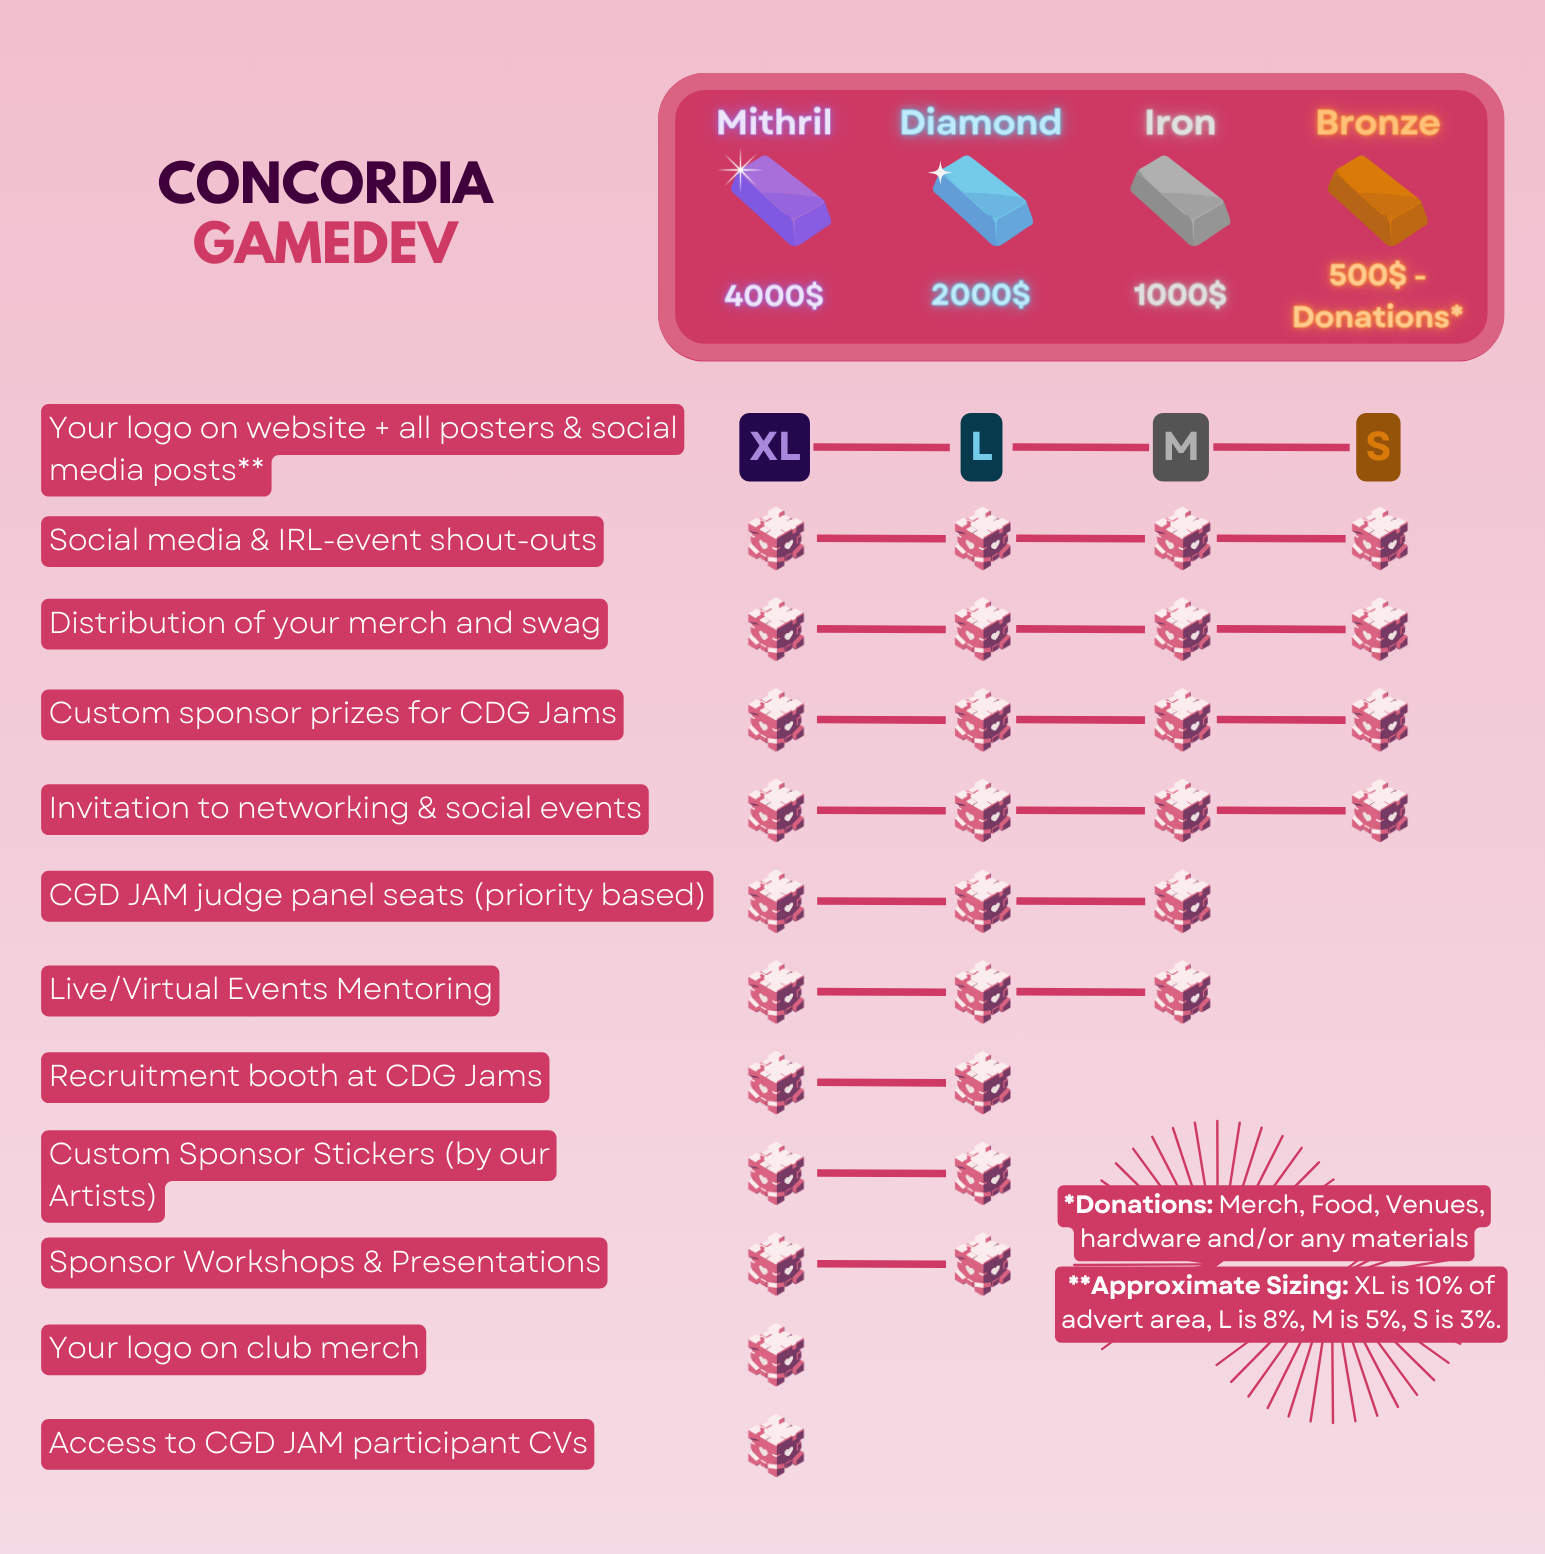 CONCORDIA
GAMEDEV
Mithril Diamond Iron Bronze
4000$ 2000$ 1000$ 500$ -
Donations*
Your logo on website + all posters & social
media posts**
XL L M S
Social media & IRL-event shout-outs
Distribution of your merch and swag
Custom sponsor prizes for CDG Jams
Invitation to networking & social events
CGD JAM judge panel seats (priority based)
Live/Virtual Events Mentoring
Recruitment booth at CDG Jams
Custom Sponsor Stickers (by our
Artists)
Sponsor Workshops & Presentations
Your logo on club merch
Access to CGD JAM participant CVs
*Donations: Merch, Food, Venues,
hardware and/or any materials
**Approximate Sizing: XL is 10% of
advert area, L is 8%, M is 5%, S is 3%.